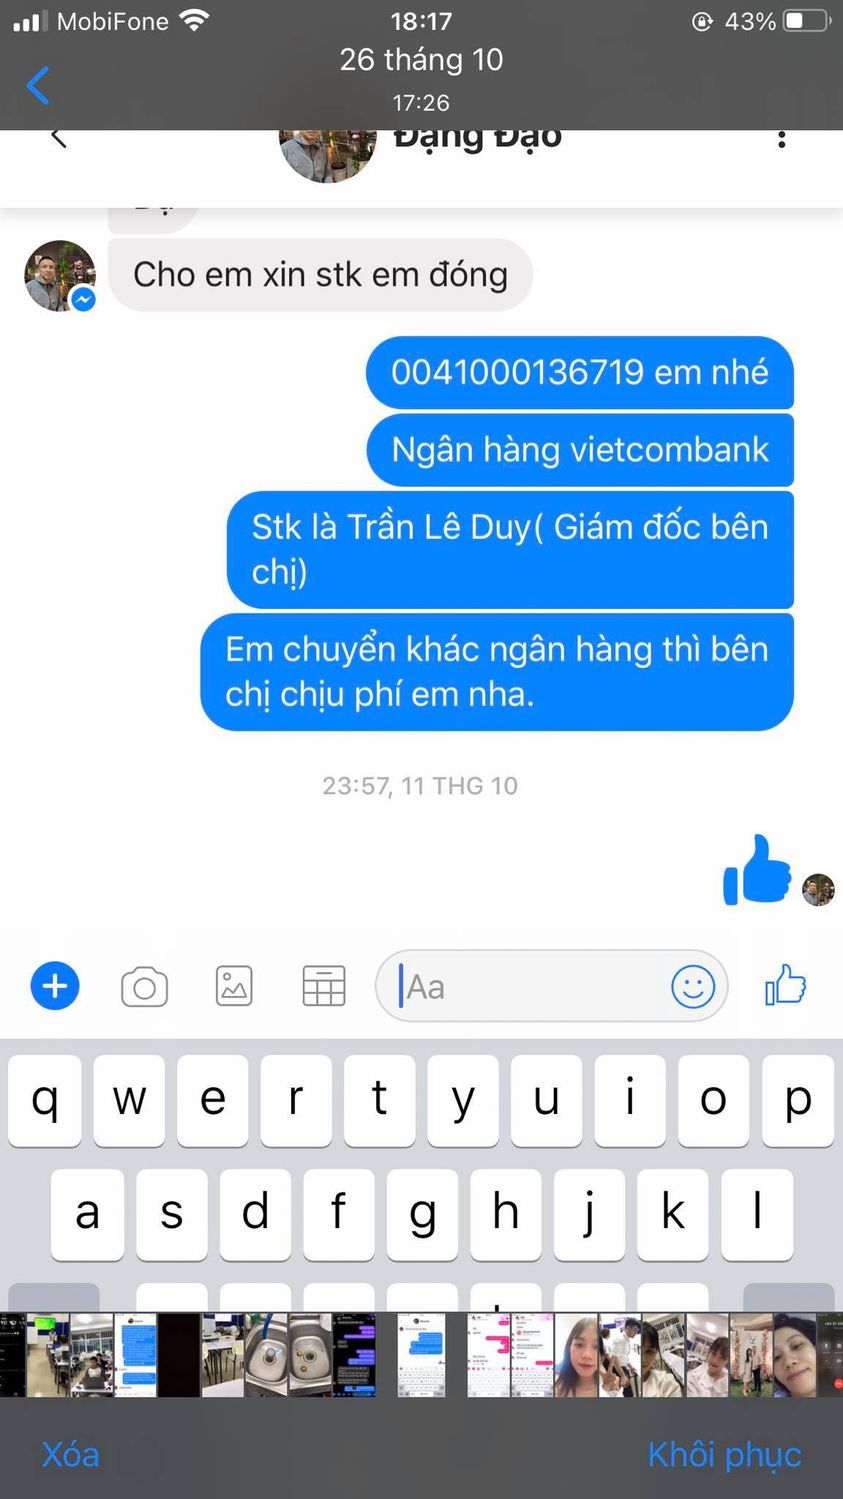 MobiFone 18:17 43%
26 tháng 10
17:26
Đặng Đạo
Cho em xin stk em đóng
0041000136719 em nhé
Ngân hàng vietcombank
Stk là Trần Lê Duy( Giám đốc bên
chị)
Em chuyển khác ngân hàng thì bên
chị chịu phí em nha.
23:57, 11 THG 10
Aa
q w e r t y u i o p
a s d f g h j k l
Xóa Khôi phục